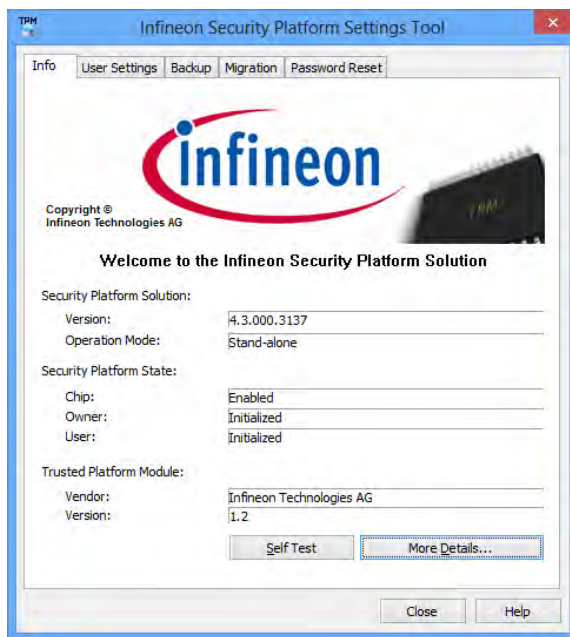 TPM
Infineon Security Platform Settings Tool
Info User Settings Backup Migration Password Reset
infineon
TPM
Copyright ©
Infineon Technologies AG
Welcome to the Infineon Security Platform Solution
Security Platform Solution:
Version: 4.3.000.3137
Operation Mode: Stand-alone
Security Platform State:
Chip: Enabled
Owner: Initialized
User: Initialized
Trusted Platform Module:
Vendor: Infineon Technologies AG
Version: 1.2
Self Test More Details...
Close Help